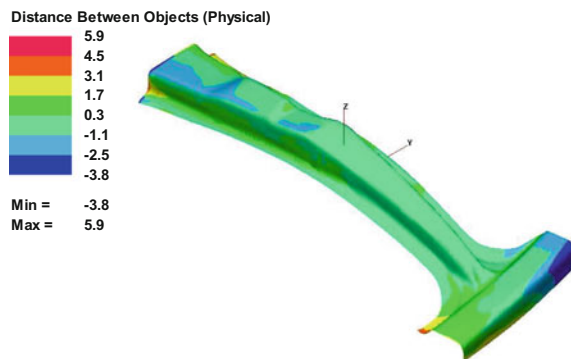 Distance Between Objects (Physical)
5.9
4.5
3.1
1.7
0.3
-1.1
-2.5
-3.8
Min = -3.8
Max = 5.9
Z
Y